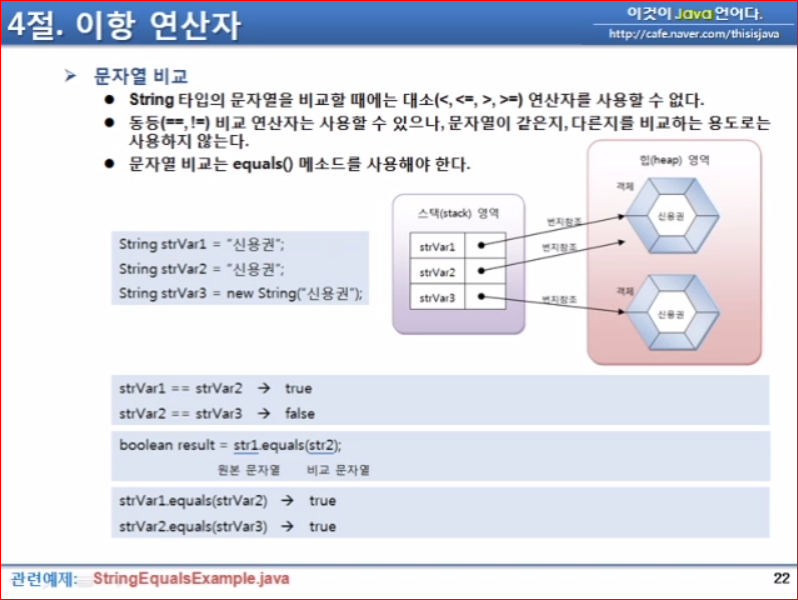 4절. 이항 연산자
이것이 Java 언어다.
http://cafe.naver.com/thisisjava
➢ 문자열 비교
● String 타입의 문자열을 비교할 때에는 대소(<, <=, >, >=) 연산자를 사용할 수 없다.
● 동등(==, !=) 비교 연산자는 사용할 수 있으나, 문자열이 같은지, 다른지를 비교하는 용도로는
사용하지 않는다.
● 문자열 비교는 equals() 메소드를 사용해야 한다.
String strVar1 = "신용권";
String strVar2 = "신용권";
String strVar3 = new String("신용권");
스택(stack) 영역
strVar1
strVar2
strVar3
번지참조
번지참조
번지참조
힙(heap) 영역
객체
신용권
객체
신용권
strVar1 == strVar2 → true
strVar2 == strVar3 → false
boolean result = str1.equals(str2);
원본 문자열 비교 문자열
strVar1.equals(strVar2) → true
strVar2.equals(strVar3) → true
관련예제: StringEqualsExample.java
22